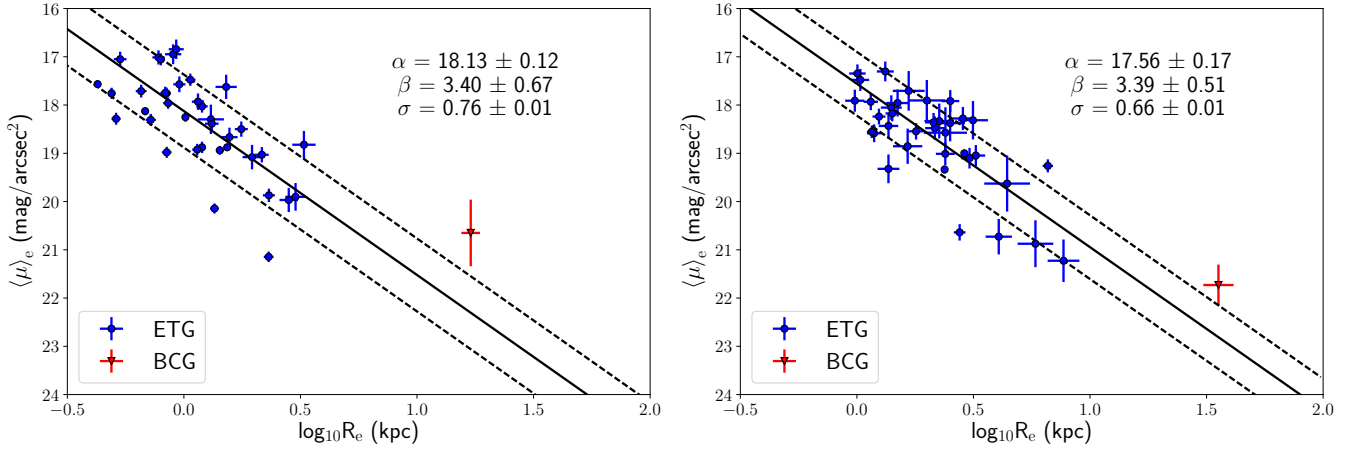 16
17
18
19
20
21
22
23
24
−0.5
0.0
0.5
1.0
1.5
2.0
⟨μ⟩e (mag/arcsec²)
log₁₀Rₑ (kpc)
α = 18.13 ± 0.12
β = 3.40 ± 0.67
σ = 0.76 ± 0.01
ETG
BCG
16
17
18
19
20
21
22
23
24
−0.5
0.0
0.5
1.0
1.5
2.0
⟨μ⟩e (mag/arcsec²)
log₁₀Rₑ (kpc)
α = 17.56 ± 0.17
β = 3.39 ± 0.51
σ = 0.66 ± 0.01
ETG
BCG